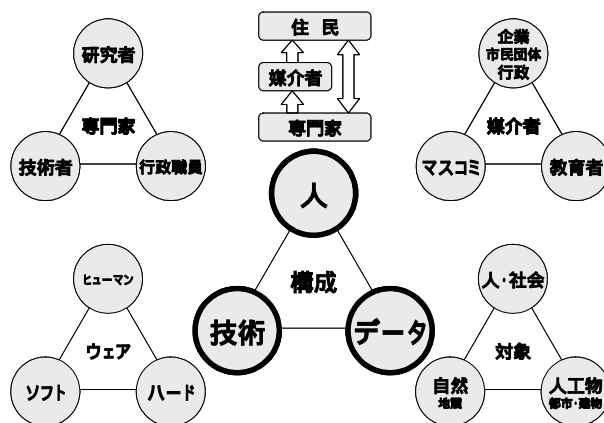 研究者
専門家
技術者
行政職員
住民
媒介者
専門家
企業
市民団体
行政
媒介者
マスコミ
教育者
人
構成
技術
データ
ヒューマン
ウェア
ソフト
ハード
人・社会
対象
自然
地震
人工物
都市・建物